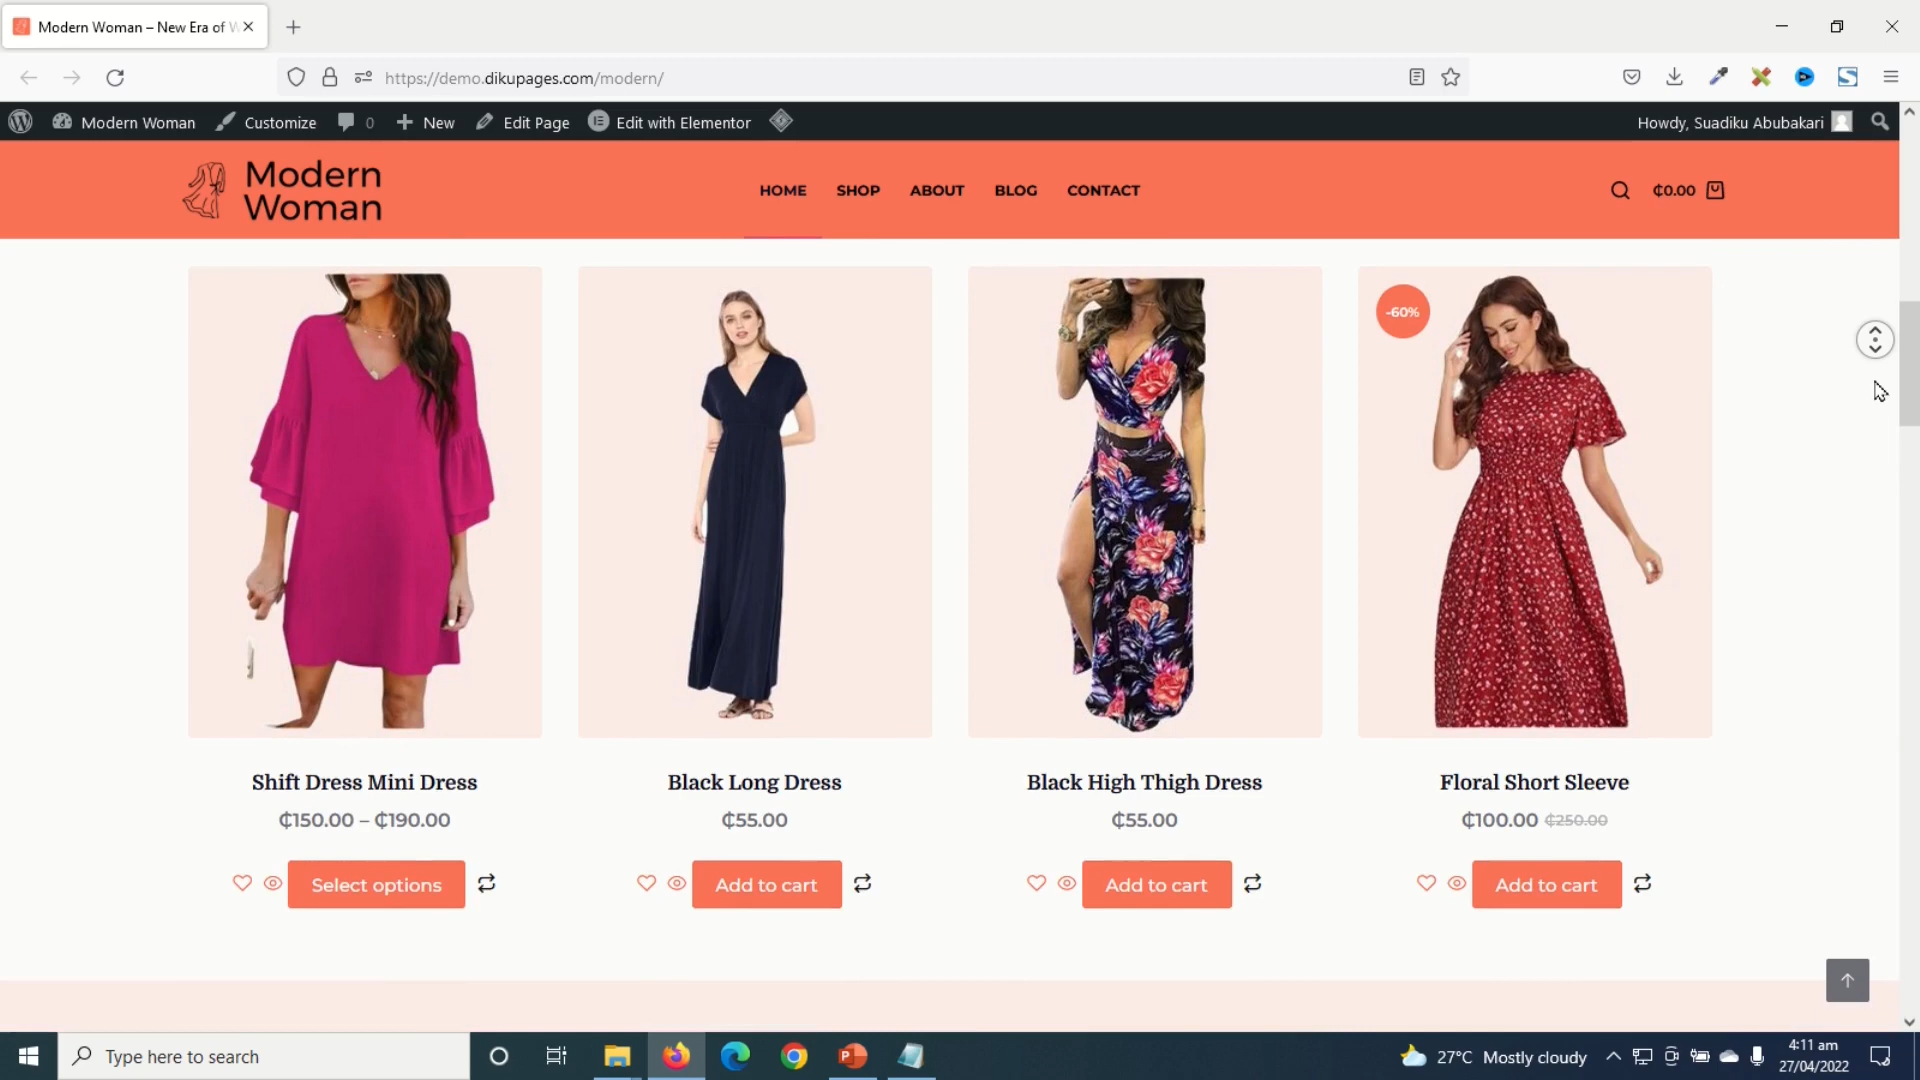 Modern Woman – New Era of W
https://demo.dikupages.com/modern/
Modern Woman
Customize
0
New
Edit Page
Edit with Elementor
Howdy, Suadiku Abubakari
Modern
Woman
HOME
SHOP
ABOUT
BLOG
CONTACT
₵0.00
-60%
Shift Dress Mini Dress
Black Long Dress
Black High Thigh Dress
Floral Short Sleeve
₵150.00 – ₵190.00
₵55.00
₵55.00
₵100.00 ₵250.00
Select options
Add to cart
Add to cart
Add to cart
Type here to search
27°C Mostly cloudy
4:11 am
27/04/2022